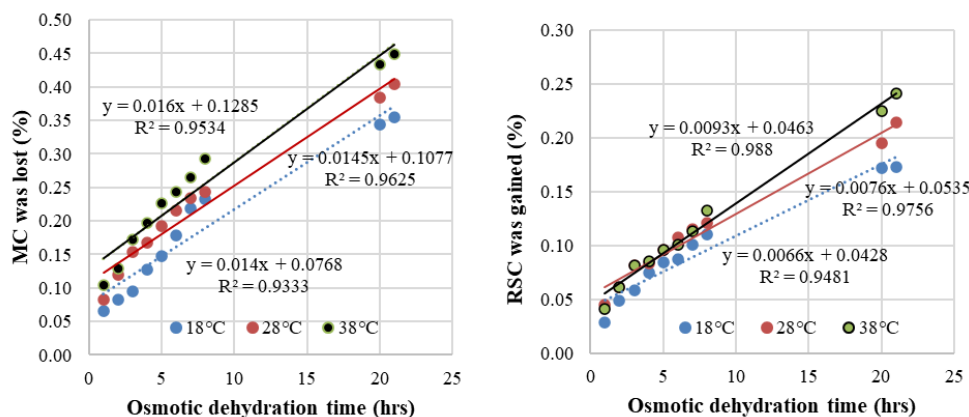 MC was lost (%)
0.50
0.45
0.40
0.35
0.30
0.25
0.20
0.15
0.10
0.05
0.00
y = 0.016x + 0.1285
R² = 0.9534
y = 0.0145x + 0.1077
R² = 0.9625
y = 0.014x + 0.0768
R² = 0.9333
18°C 28°C 38°C
0 5 10 15 20 25
Osmotic dehydration time (hrs)
RSC was gained (%)
0.30
0.25
0.20
0.15
0.10
0.05
0.00
y = 0.0093x + 0.0463
R² = 0.988
y = 0.0076x + 0.0535
R² = 0.9756
y = 0.0066x + 0.0428
R² = 0.9481
18°C 28°C 38°C
0 5 10 15 20 25
Osmotic dehydration time (hrs)